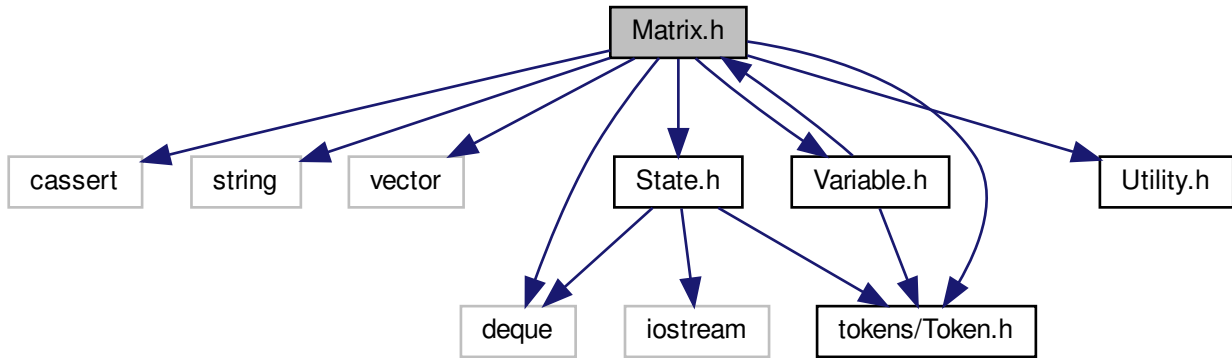 Matrix.h
cassert
string
vector
State.h
Variable.h
Utility.h
deque
iostream
tokens/Token.h